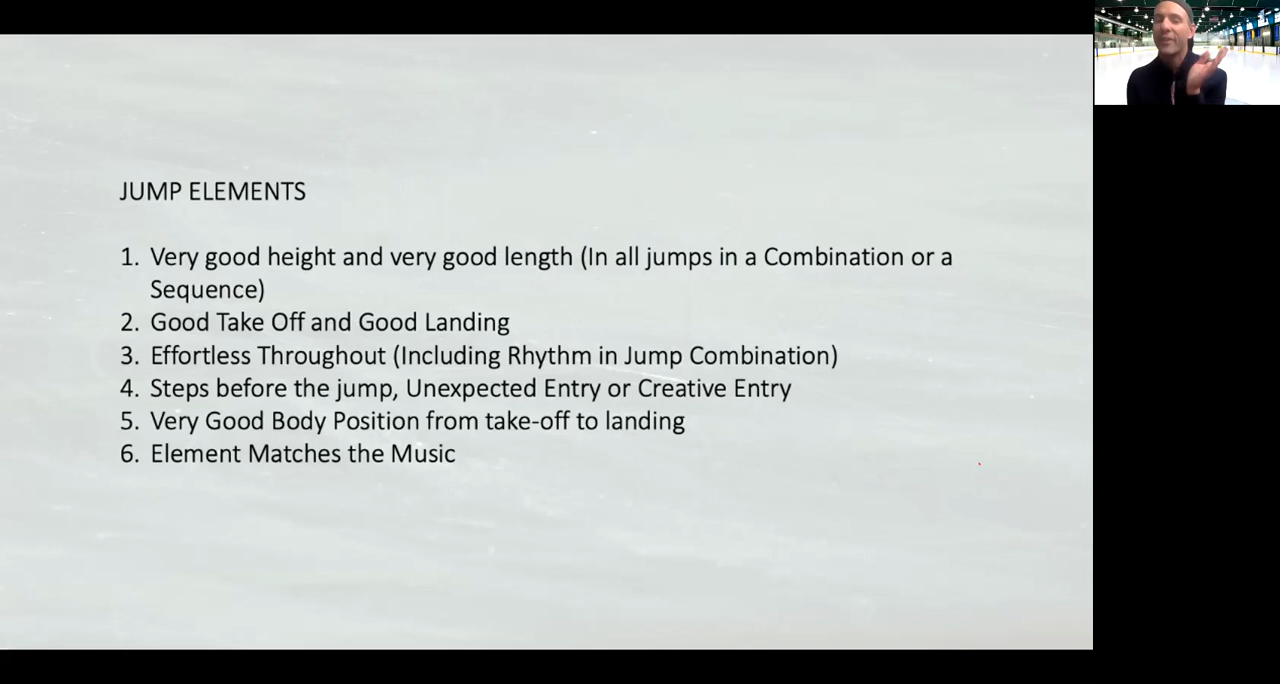 JUMP ELEMENTS
1. Very good height and very good length (In all jumps in a Combination or a
Sequence)
2. Good Take Off and Good Landing
3. Effortless Throughout (Including Rhythm in Jump Combination)
4. Steps before the jump, Unexpected Entry or Creative Entry
5. Very Good Body Position from take-off to landing
6. Element Matches the Music